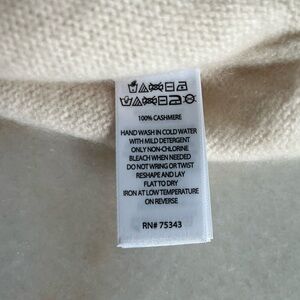 100% CASHMERE
HAND WASH IN COLD WATER
WITH MILD DETERGENT
ONLY NON-CHLORINE
BLEACH WHEN NEEDED
DO NOT WRING OR TWIST
RESHAPE AND LAY
FLAT TO DRY
IRON AT LOW TEMPERATURE
ON REVERSE
RN# 75343